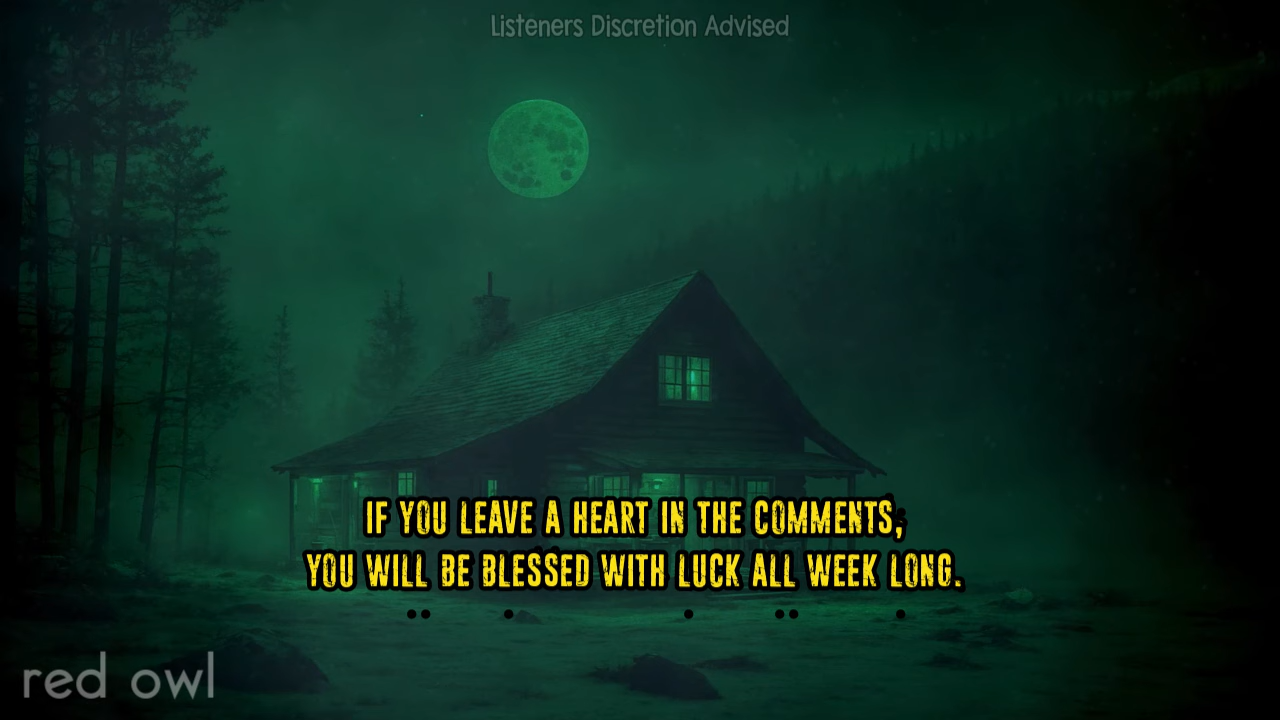 Listeners Discretion Advised
IF YOU LEAVE A HEART IN THE COMMENTS,
YOU WILL BE BLESSED WITH LUCK ALL WEEK LONG.
red owl